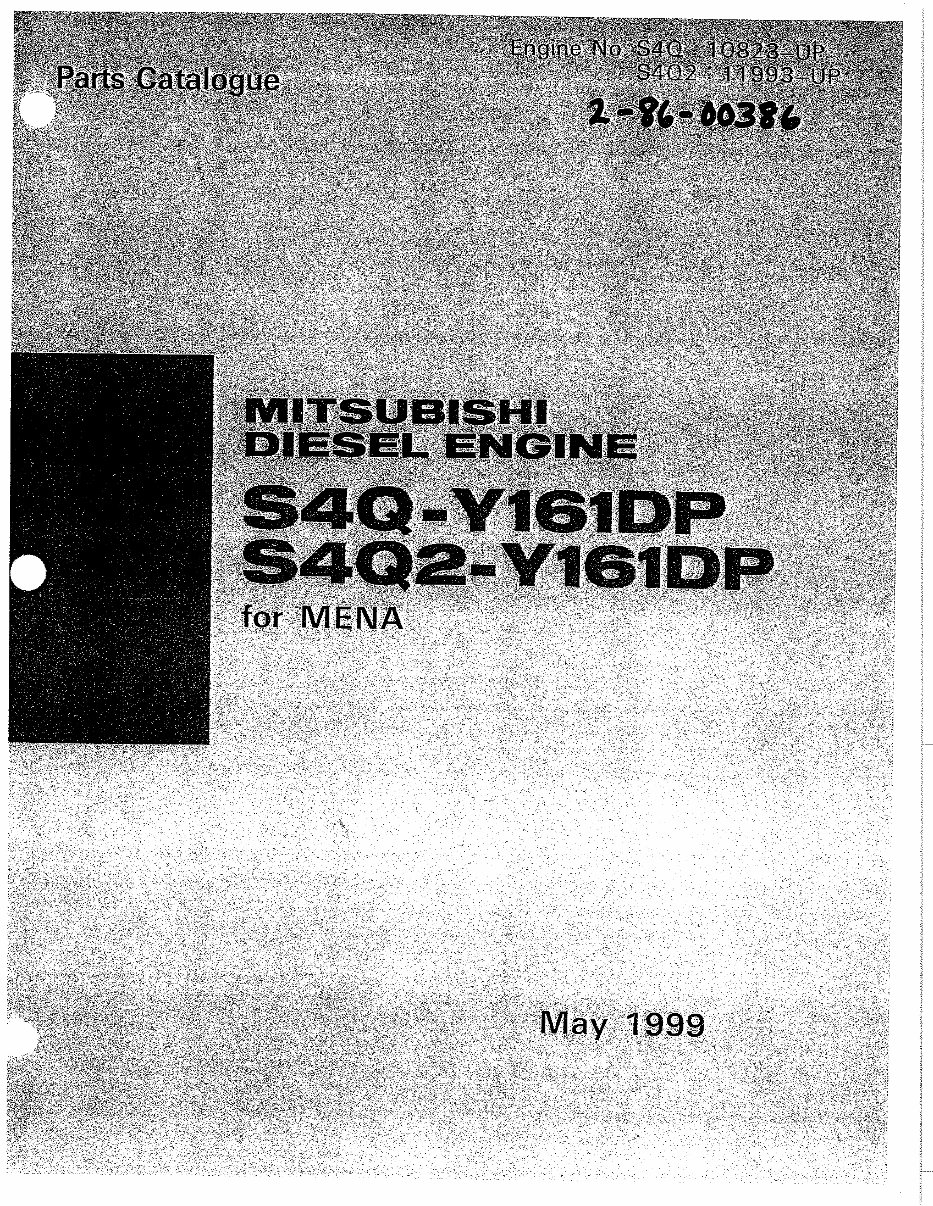 Parts Catalogue
Engine No S4Q 10873 UP
S4Q2 11993 UP
2-86-00386
MITSUBISHI
DIESEL ENGINE
S4Q-Y161DP
S4Q2-Y161DP
for MENA
May 1999